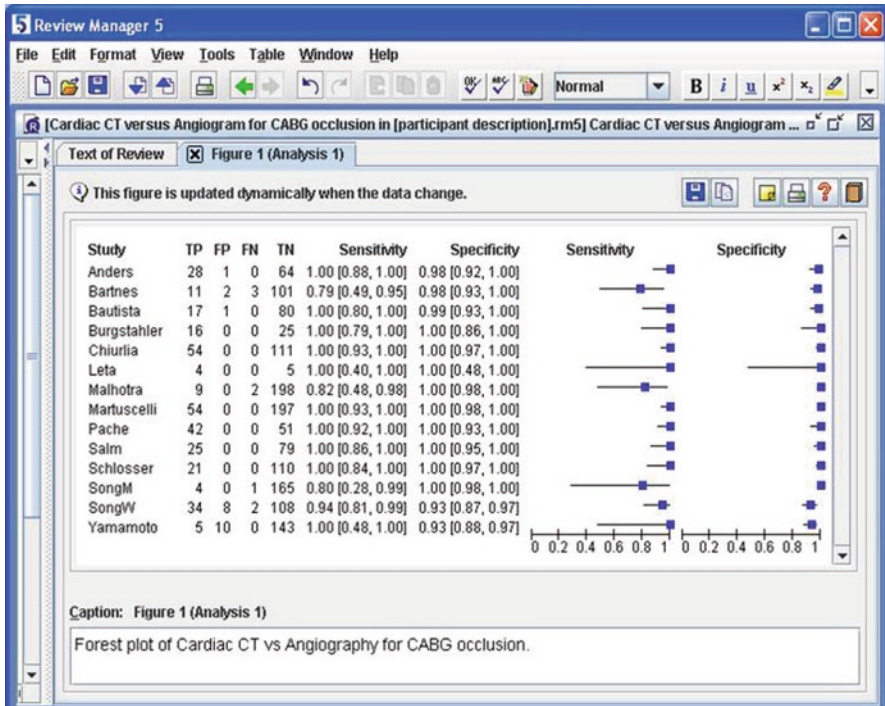 5 Review Manager 5
File Edit Format View Tools Table Window Help
OK ABC Normal B i u x² x₂
[Cardiac CT versus Angiogram for CABG occlusion in [participant description].rm5] Cardiac CT versus Angiogram ...
Text of Review Figure 1 (Analysis 1)
This figure is updated dynamically when the data change.
Study TP FP FN TN Sensitivity Specificity Sensitivity Specificity
Anders 28 1 0 64 1.00 [0.88, 1.00] 0.98 [0.92, 1.00]
Bartnes 11 2 3 101 0.79 [0.49, 0.95] 0.98 [0.93, 1.00]
Bautista 17 1 0 80 1.00 [0.80, 1.00] 0.99 [0.93, 1.00]
Burgstahler 16 0 0 25 1.00 [0.79, 1.00] 1.00 [0.86, 1.00]
Chiurlia 54 0 0 111 1.00 [0.93, 1.00] 1.00 [0.97, 1.00]
Leta 4 0 0 5 1.00 [0.40, 1.00] 1.00 [0.48, 1.00]
Malhotra 9 0 2 198 0.82 [0.48, 0.98] 1.00 [0.98, 1.00]
Martuscelli 54 0 0 197 1.00 [0.93, 1.00] 1.00 [0.98, 1.00]
Pache 42 0 0 51 1.00 [0.92, 1.00] 1.00 [0.93, 1.00]
Salm 25 0 0 79 1.00 [0.86, 1.00] 1.00 [0.95, 1.00]
Schlosser 21 0 0 110 1.00 [0.84, 1.00] 1.00 [0.97, 1.00]
SongM 4 0 1 165 0.80 [0.28, 0.99] 1.00 [0.98, 1.00]
SongW 34 8 2 108 0.94 [0.81, 0.99] 0.93 [0.87, 0.97]
Yamamoto 5 10 0 143 1.00 [0.48, 1.00] 0.93 [0.88, 0.97]
0 0.2 0.4 0.6 0.8 1 0 0.2 0.4 0.6 0.8 1
Caption: Figure 1 (Analysis 1)
Forest plot of Cardiac CT vs Angiography for CABG occlusion.